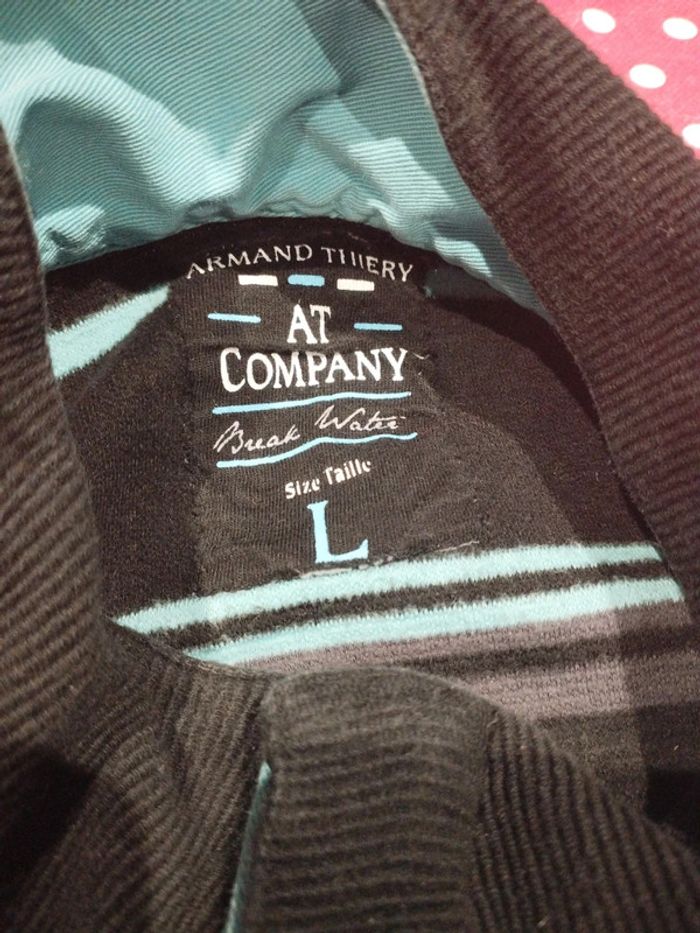 ARMAND THIERY
AT
COMPANY
Break Water
Size Taille
L